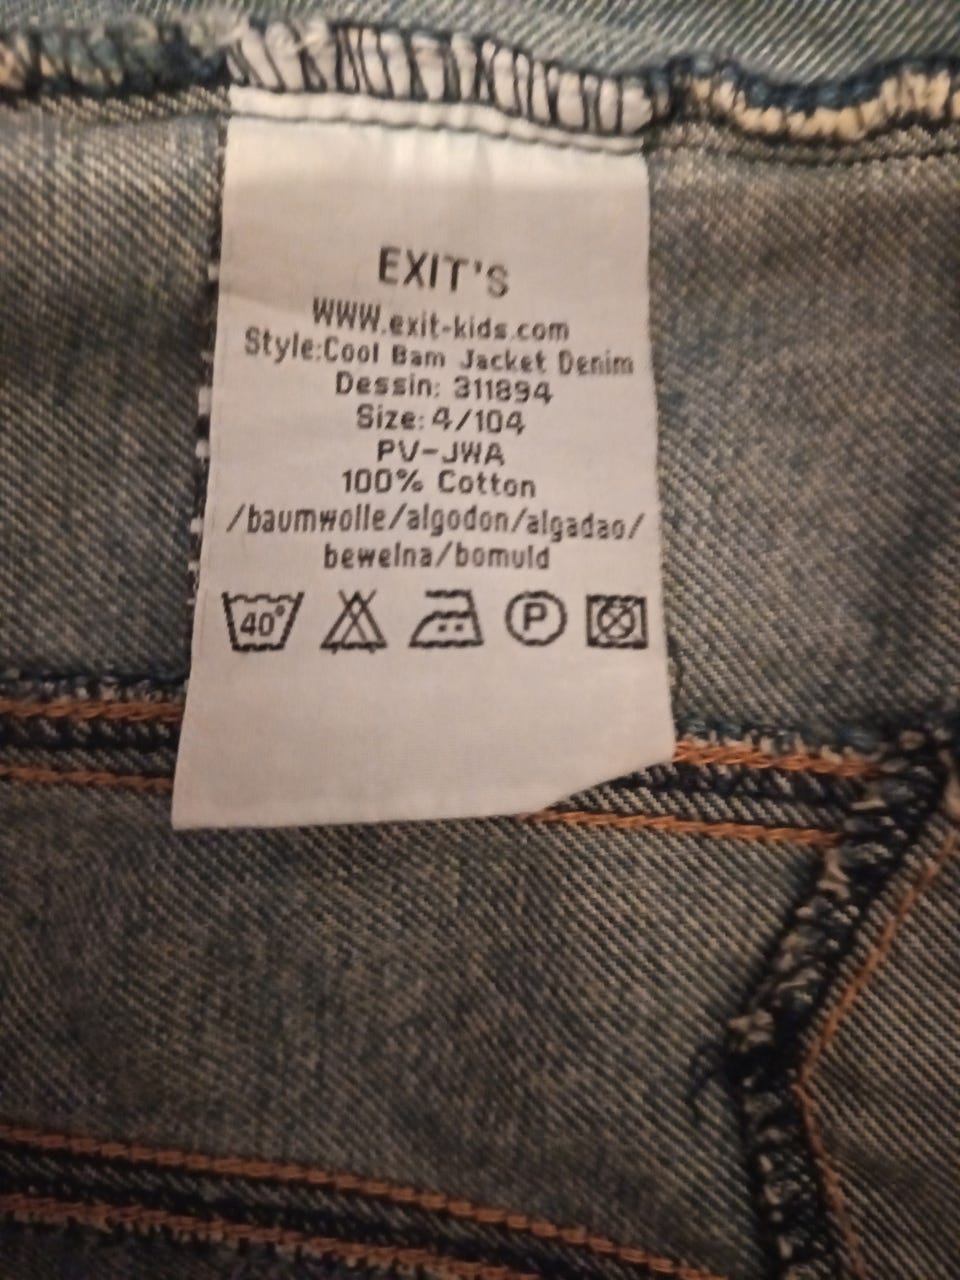 EXIT'S
WWW.exit-kids.com
Style:Cool Bam Jacket Denim
Dessin: 311894
Size: 4/104
PV-JWA
100% Cotton
/baumwolle/algodon/algadao/
bewelna/bomuld
40° P